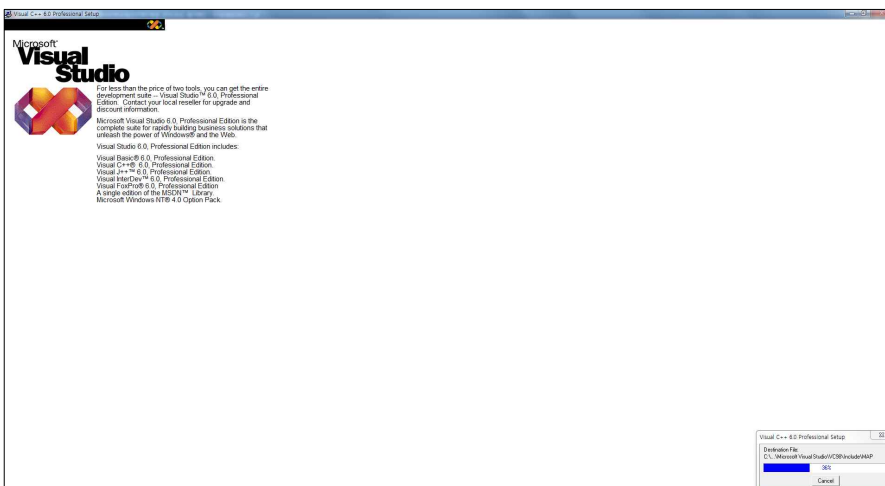 Visual C++ 6.0 Professional Setup
Microsoft®
Visual
Studio
For less than the price of two tools, you can get the entire
development suite -- Visual Studio™ 6.0, Professional
Edition. Contact your local reseller for upgrade and
discount information.
Microsoft Visual Studio 6.0, Professional Edition is the
complete suite for rapidly building business solutions that
unleash the power of Windows® and the Web.
Visual Studio 6.0, Professional Edition includes:
Visual Basic® 6.0, Professional Edition.
Visual C++® 6.0, Professional Edition.
Visual J++™ 6.0, Professional Edition.
Visual InterDev™ 6.0, Professional Edition.
Visual FoxPro® 6.0, Professional Edition
A single edition of the MSDN™ Library.
Microsoft Windows NT® 4.0 Option Pack.
Visual C++ 6.0 Professional Setup
Destination File:
C:\...\Microsoft Visual Studio\VC98\Include\MAP
36%
Cancel